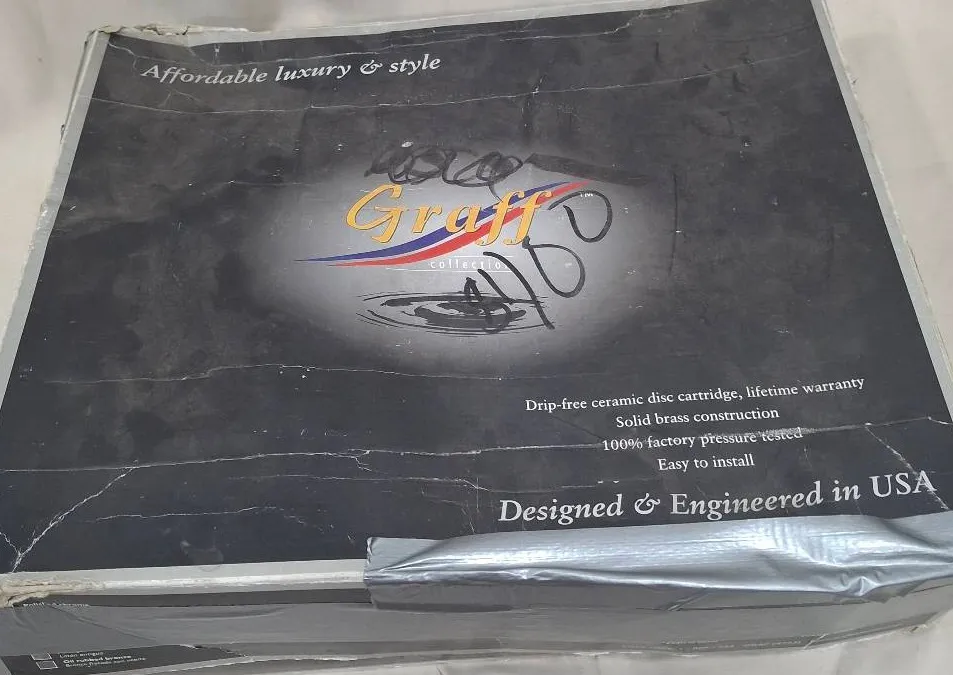 Affordable luxury & style
Graff
collection
Drip-free ceramic disc cartridge, lifetime warranty
Solid brass construction
100% factory pressure tested
Easy to install
Designed & Engineered in USA
Oil rubbed bronze